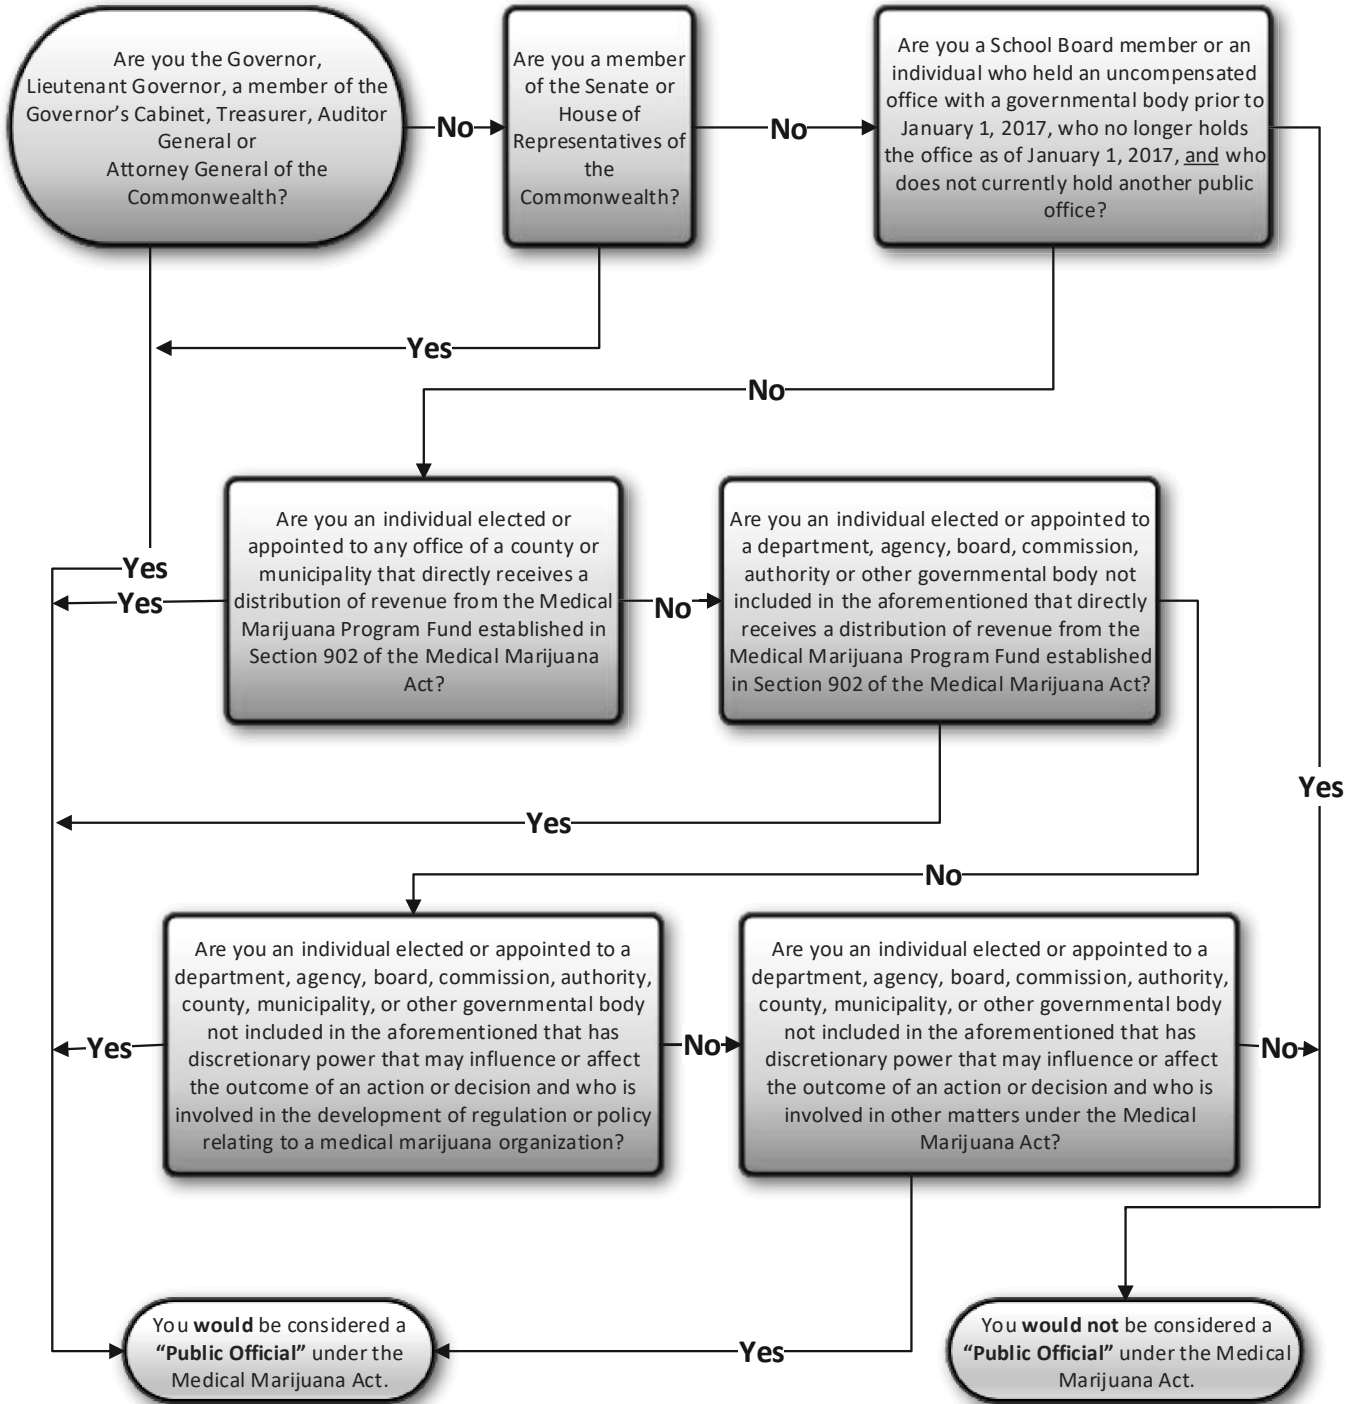 Are you the Governor,
Lieutenant Governor, a member of the
Governor's Cabinet, Treasurer, Auditor
General or
Attorney General of the
Commonwealth?
No
Are you a member
of the Senate or
House of
Representatives of
the
Commonwealth?
No
Are you a School Board member or an
individual who held an uncompensated
office with a governmental body prior to
January 1, 2017, who no longer holds
the office as of January 1, 2017, and who
does not currently hold another public
office?
Yes
No
Yes
Yes
Are you an individual elected or
appointed to any office of a county or
municipality that directly receives a
distribution of revenue from the Medical
Marijuana Program Fund established in
Section 902 of the Medical Marijuana
Act?
No
Are you an individual elected or appointed to
a department, agency, board, commission,
authority or other governmental body not
included in the aforementioned that directly
receives a distribution of revenue from the
Medical Marijuana Program Fund established
in Section 902 of the Medical Marijuana Act?
Yes
Yes
No
Yes
Are you an individual elected or appointed to a
department, agency, board, commission, authority,
county, municipality, or other governmental body
not included in the aforementioned that has
discretionary power that may influence or affect
the outcome of an action or decision and who is
involved in the development of regulation or policy
relating to a medical marijuana organization?
No
Are you an individual elected or appointed to a
department, agency, board, commission, authority,
county, municipality, or other governmental body
not included in the aforementioned that has
discretionary power that may influence or affect
the outcome of an action or decision and who is
involved in other matters under the Medical
Marijuana Act?
No
You would be considered a
“Public Official” under the
Medical Marijuana Act.
Yes
You would not be considered a
“Public Official” under the Medical
Marijuana Act.